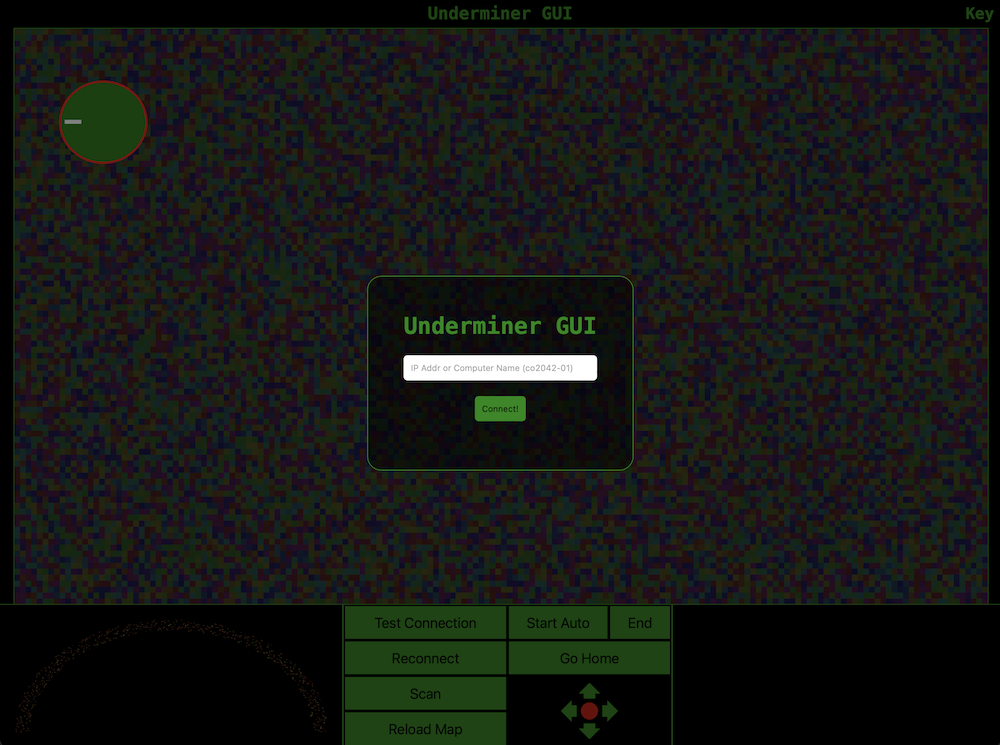 Underminer GUI
Key
Underminer GUI
IP Addr or Computer Name (co2042-01)
Connect!
Test Connection
Start Auto
End
Reconnect
Go Home
Scan
Reload Map